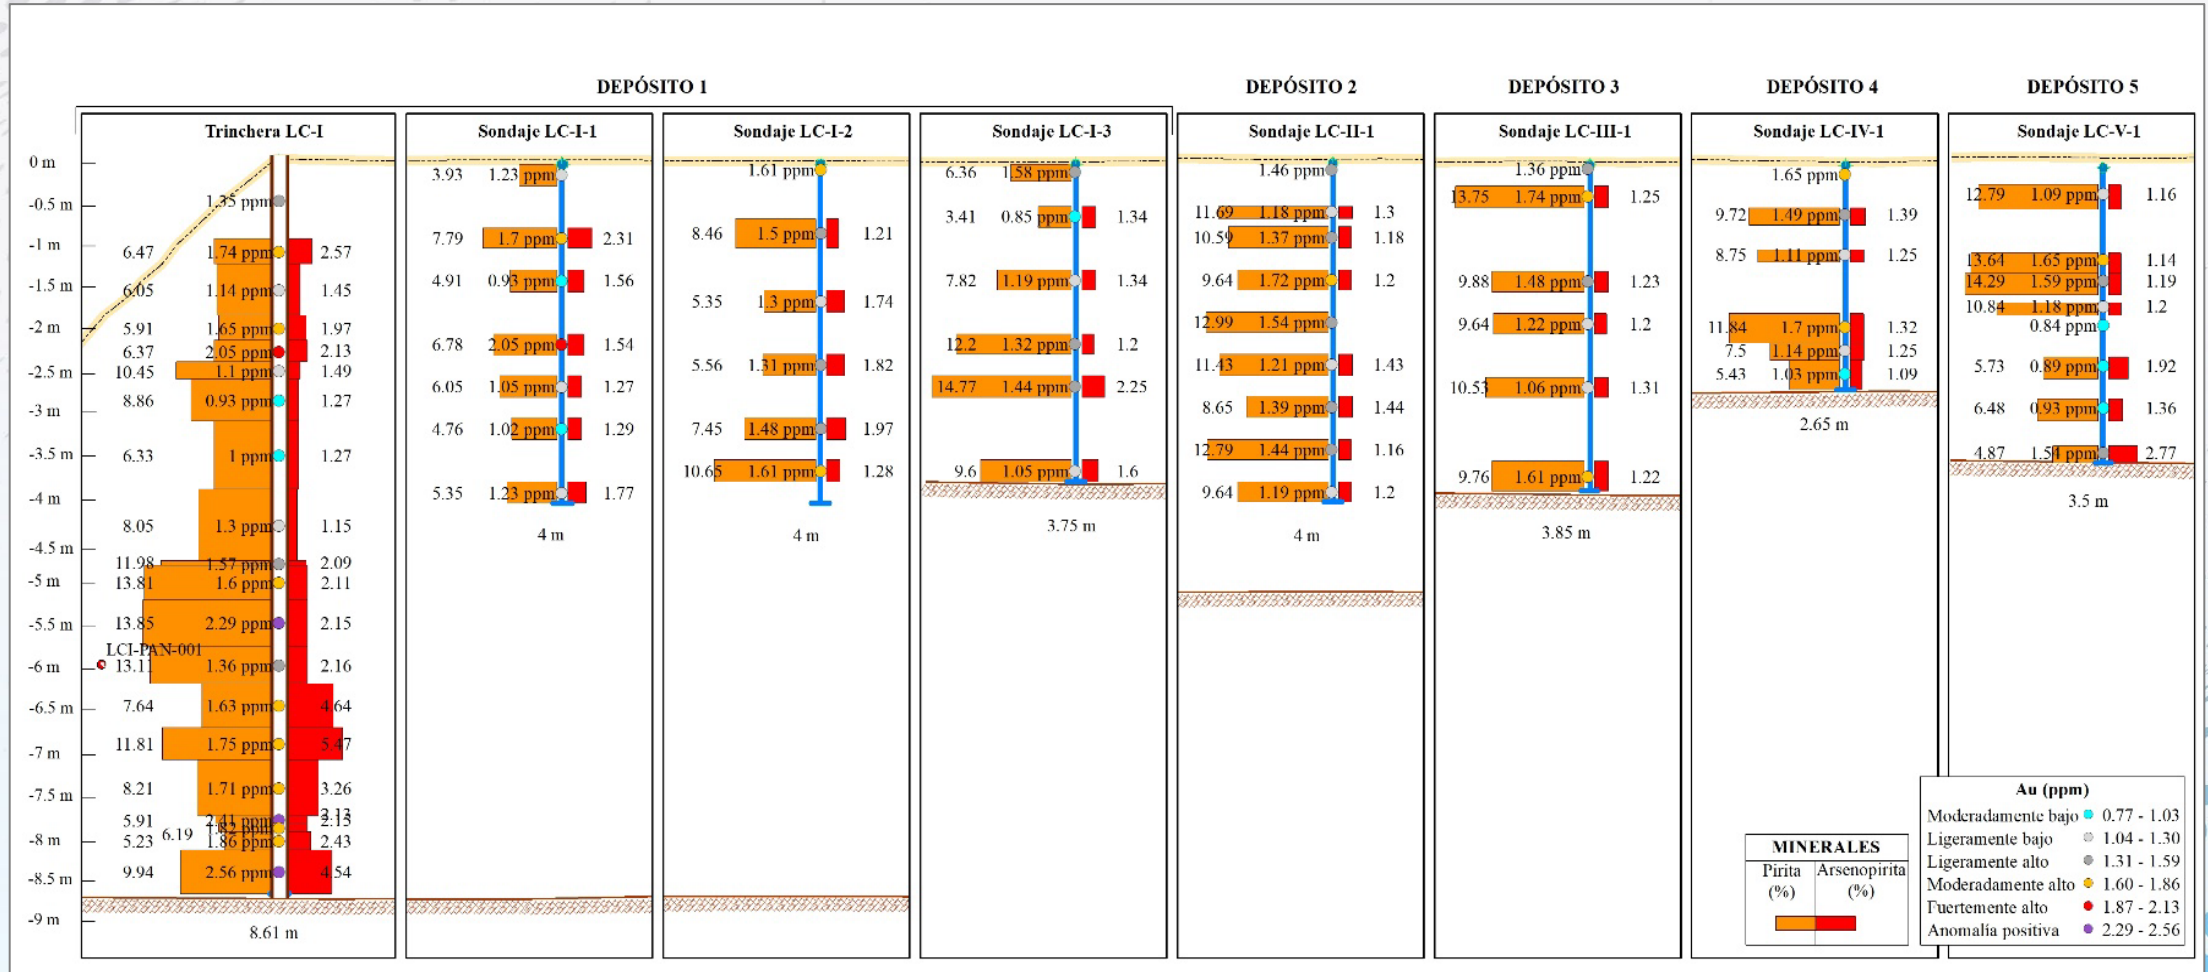 DEPÓSITO 1
DEPÓSITO 2
DEPÓSITO 3
DEPÓSITO 4
DEPÓSITO 5
Trinchera LC-I
0 m
-0.5 m
-1 m
-1.5 m
-2 m
-2.5 m
-3 m
-3.5 m
-4 m
-4.5 m
-5 m
-5.5 m
-6 m
-6.5 m
-7 m
-7.5 m
-8 m
-8.5 m
-9 m
1.35 ppm
6.47 1.74 ppm 2.57
6.05 1.14 ppm 1.45
5.91 1.65 ppm 1.97
6.37 2.05 ppm 2.13
10.45 1.1 ppm 1.49
8.86 0.93 ppm 1.27
6.33 1 ppm 1.27
8.05 1.3 ppm 1.15
11.98 1.57 ppm 2.09
13.81 1.6 ppm 2.11
13.85 2.29 ppm 2.15
LCI-PAN-001
13.11 1.36 ppm 2.16
7.64 1.63 ppm 4.64
11.81 1.75 ppm 5.47
8.21 1.71 ppm 3.26
5.91 2.41 ppm 2.13
6.19 ppm 2.15
5.23 1.86 ppm 2.43
9.94 2.56 ppm 4.54
8.61 m
Sondaje LC-I-1
3.93 1.23 ppm
7.79 1.7 ppm 2.31
4.91 0.93 ppm 1.56
6.78 2.05 ppm 1.54
6.05 1.05 ppm 1.27
4.76 1.02 ppm 1.29
5.35 1.23 ppm 1.77
4 m
Sondaje LC-I-2
1.61 ppm
8.46 1.5 ppm 1.21
5.35 1.3 ppm 1.74
5.56 1.31 ppm 1.82
7.45 1.48 ppm 1.97
10.65 1.61 ppm 1.28
4 m
Sondaje LC-I-3
6.36 1.58 ppm
3.41 0.85 ppm 1.34
7.82 1.19 ppm 1.34
12.2 1.32 ppm 1.2
14.77 1.44 ppm 2.25
9.6 1.05 ppm 1.6
3.75 m
Sondaje LC-II-1
1.46 ppm
11.69 1.18 ppm 1.3
10.59 1.37 ppm 1.18
9.64 1.72 ppm 1.2
12.99 1.54 ppm
11.43 1.21 ppm 1.43
8.65 1.39 ppm 1.44
12.79 1.44 ppm 1.16
9.64 1.19 ppm 1.2
4 m
Sondaje LC-III-1
1.36 ppm
13.75 1.74 ppm 1.25
9.88 1.48 ppm 1.23
9.64 1.22 ppm 1.2
10.53 1.06 ppm 1.31
9.76 1.61 ppm 1.22
3.85 m
Sondaje LC-IV-1
1.65 ppm
9.72 1.49 ppm 1.39
8.75 1.11 ppm 1.25
11.84 1.7 ppm 1.32
7.5 1.14 ppm 1.25
5.43 1.03 ppm 1.09
2.65 m
Sondaje LC-V-1
12.79 1.09 ppm 1.16
13.64 1.65 ppm 1.14
14.29 1.59 ppm 1.19
10.84 1.18 ppm 1.2
0.84 ppm
5.73 0.89 ppm 1.92
6.48 0.93 ppm 1.36
4.87 1.54 ppm 2.77
3.5 m
MINERALES
Pirita Arsenopirita
(%) (%)
Au (ppm)
Moderadamente bajo 0.77 - 1.03
Ligeramente bajo 1.04 - 1.30
Ligeramente alto 1.31 - 1.59
Moderadamente alto 1.60 - 1.86
Fuertemente alto 1.87 - 2.13
Anomalía positiva 2.29 - 2.56